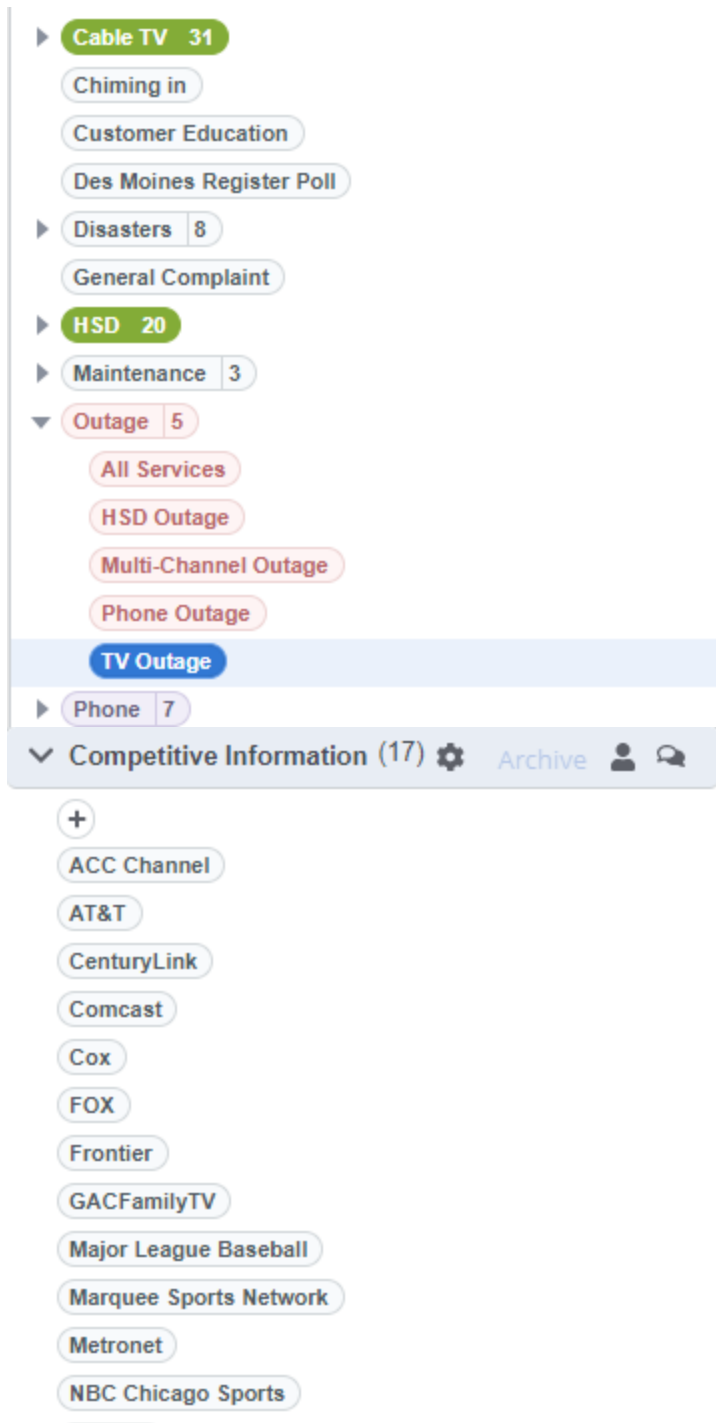 Cable TV 31
Chiming in
Customer Education
Des Moines Register Poll
Disasters 8
General Complaint
HSD 20
Maintenance 3
Outage 5
All Services
HSD Outage
Multi-Channel Outage
Phone Outage
TV Outage
Phone 7
Competitive Information (17) Archive
+
ACC Channel
AT&T
CenturyLink
Comcast
Cox
FOX
Frontier
GACFamilyTV
Major League Baseball
Marquee Sports Network
Metronet
NBC Chicago Sports